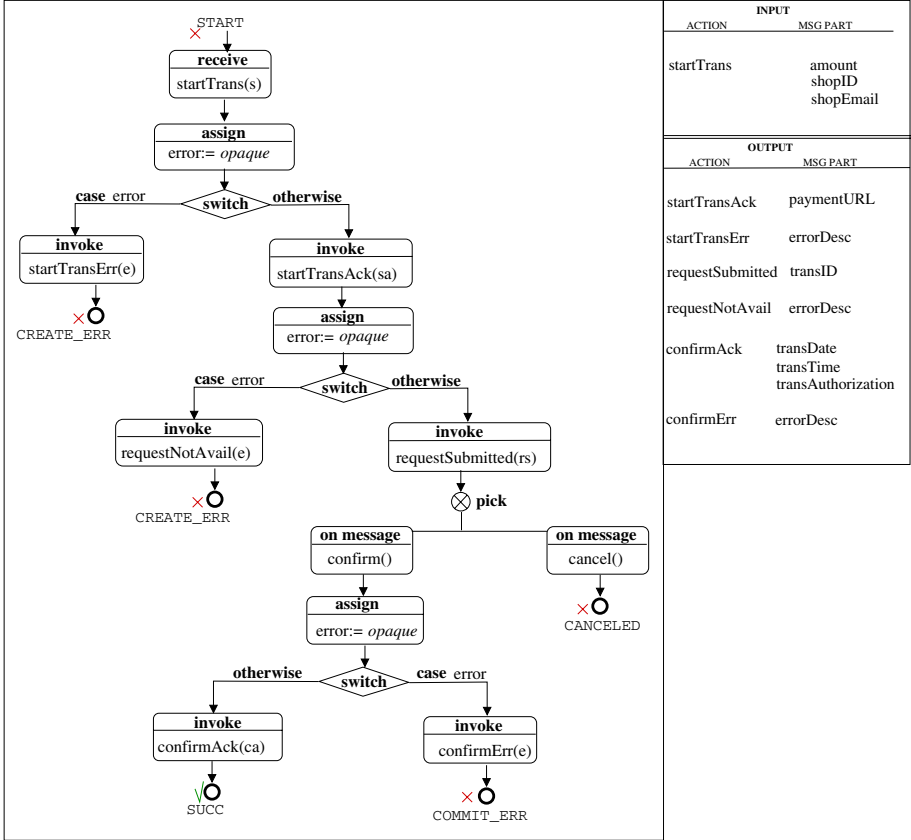 START
receive
startTrans(s)
assign
error:= opaque
case error
switch
otherwise
invoke
startTransErr(e)
CREATE_ERR
invoke
startTransAck(sa)
assign
error:= opaque
case error
switch
otherwise
invoke
requestNotAvail(e)
CREATE_ERR
invoke
requestSubmitted(rs)
pick
on message
confirm()
on message
cancel()
CANCELED
assign
error:= opaque
otherwise
switch
case error
invoke
confirmAck(ca)
SUCC
invoke
confirmErr(e)
COMMIT_ERR
INPUT
ACTION MSG PART
startTrans amount
shopID
shopEmail
OUTPUT
ACTION MSG PART
startTransAck paymentURL
startTransErr errorDesc
requestSubmitted transID
requestNotAvail errorDesc
confirmAck transDate
transTime
transAuthorization
confirmErr errorDesc